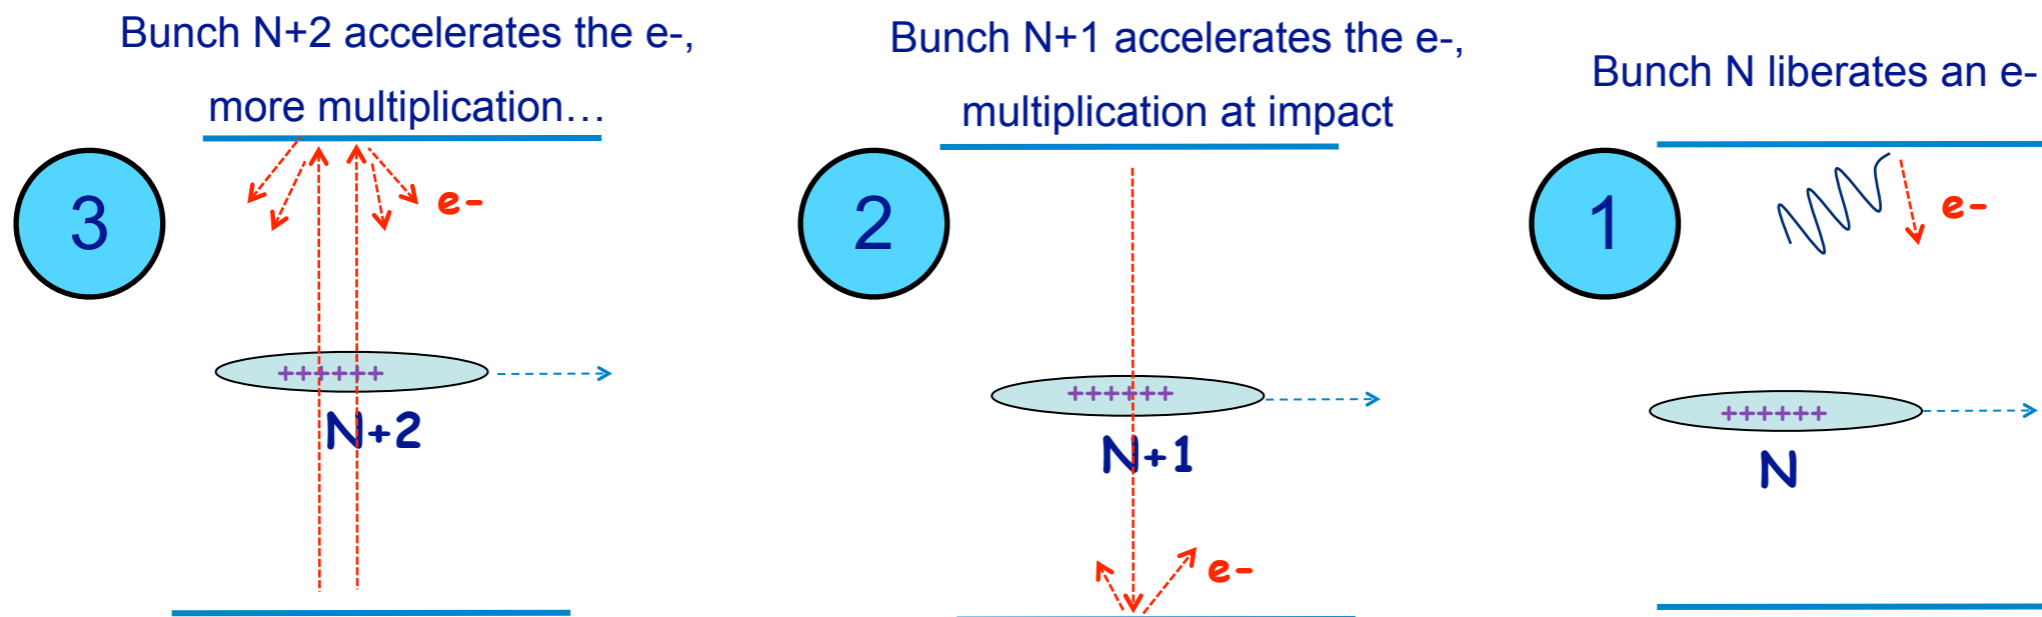 Bunch N+2 accelerates the e-,
more multiplication…
3
e-
++++++
N+2
Bunch N+1 accelerates the e-,
multiplication at impact
2
++++++
N+1
e-
Bunch N liberates an e-
1
e-
++++++
N